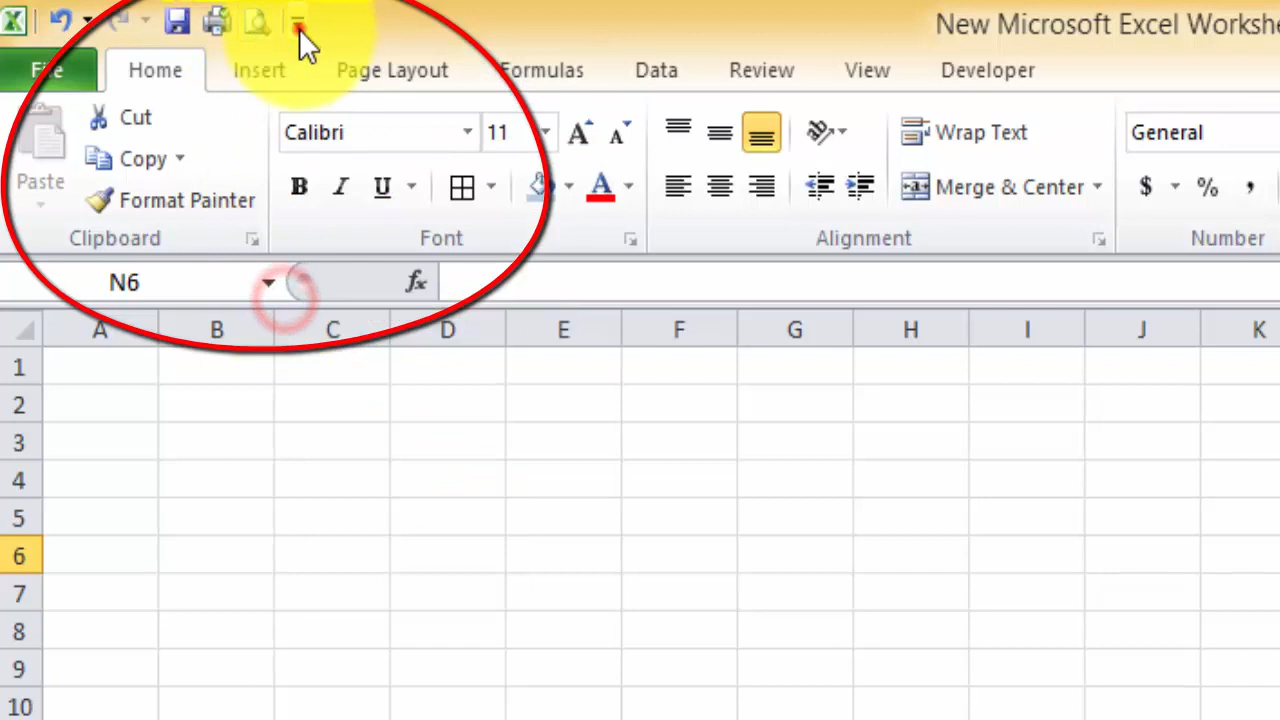 New Microsoft Excel Workshe
File Home Insert Page Layout Formulas Data Review View Developer
Paste
Cut
Copy
Format Painter
Clipboard
Calibri 11
B I U A
Font
Wrap Text
Merge & Center
Alignment
General
$ % ,
Number
N6 fx
A B C D E F G H I J K
1
2
3
4
5
6
7
8
9
10